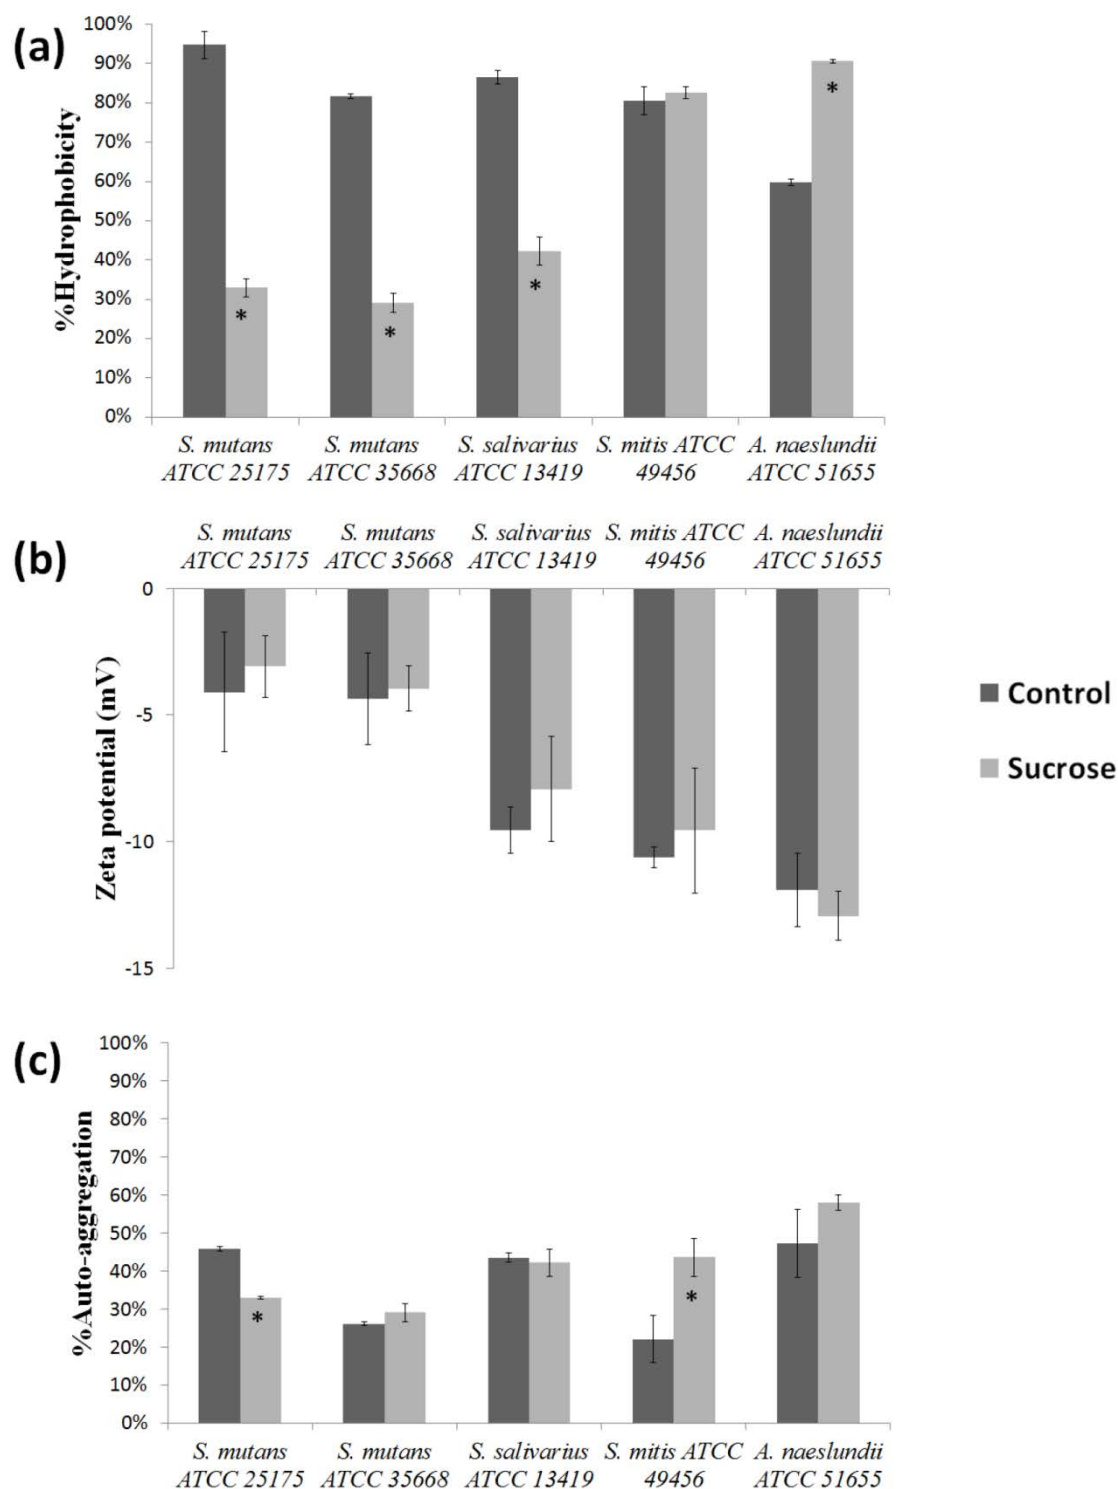 (a)
%Hydrophobicity
100%
90%
80%
70%
60%
50%
40%
30%
20%
10%
0%
*
*
*
*
S. mutans ATCC 25175
S. mutans ATCC 35668
S. salivarius ATCC 13419
S. mitis ATCC 49456
A. naeslundii ATCC 51655
(b)
S. mutans ATCC 25175
S. mutans ATCC 35668
S. salivarius ATCC 13419
S. mitis ATCC 49456
A. naeslundii ATCC 51655
Zeta potential (mV)
0
-5
-10
-15
Control
Sucrose
(c)
%Auto-aggregation
100%
90%
80%
70%
60%
50%
40%
30%
20%
10%
0%
*
*
S. mutans ATCC 25175
S. mutans ATCC 35668
S. salivarius ATCC 13419
S. mitis ATCC 49456
A. naeslundii ATCC 51655